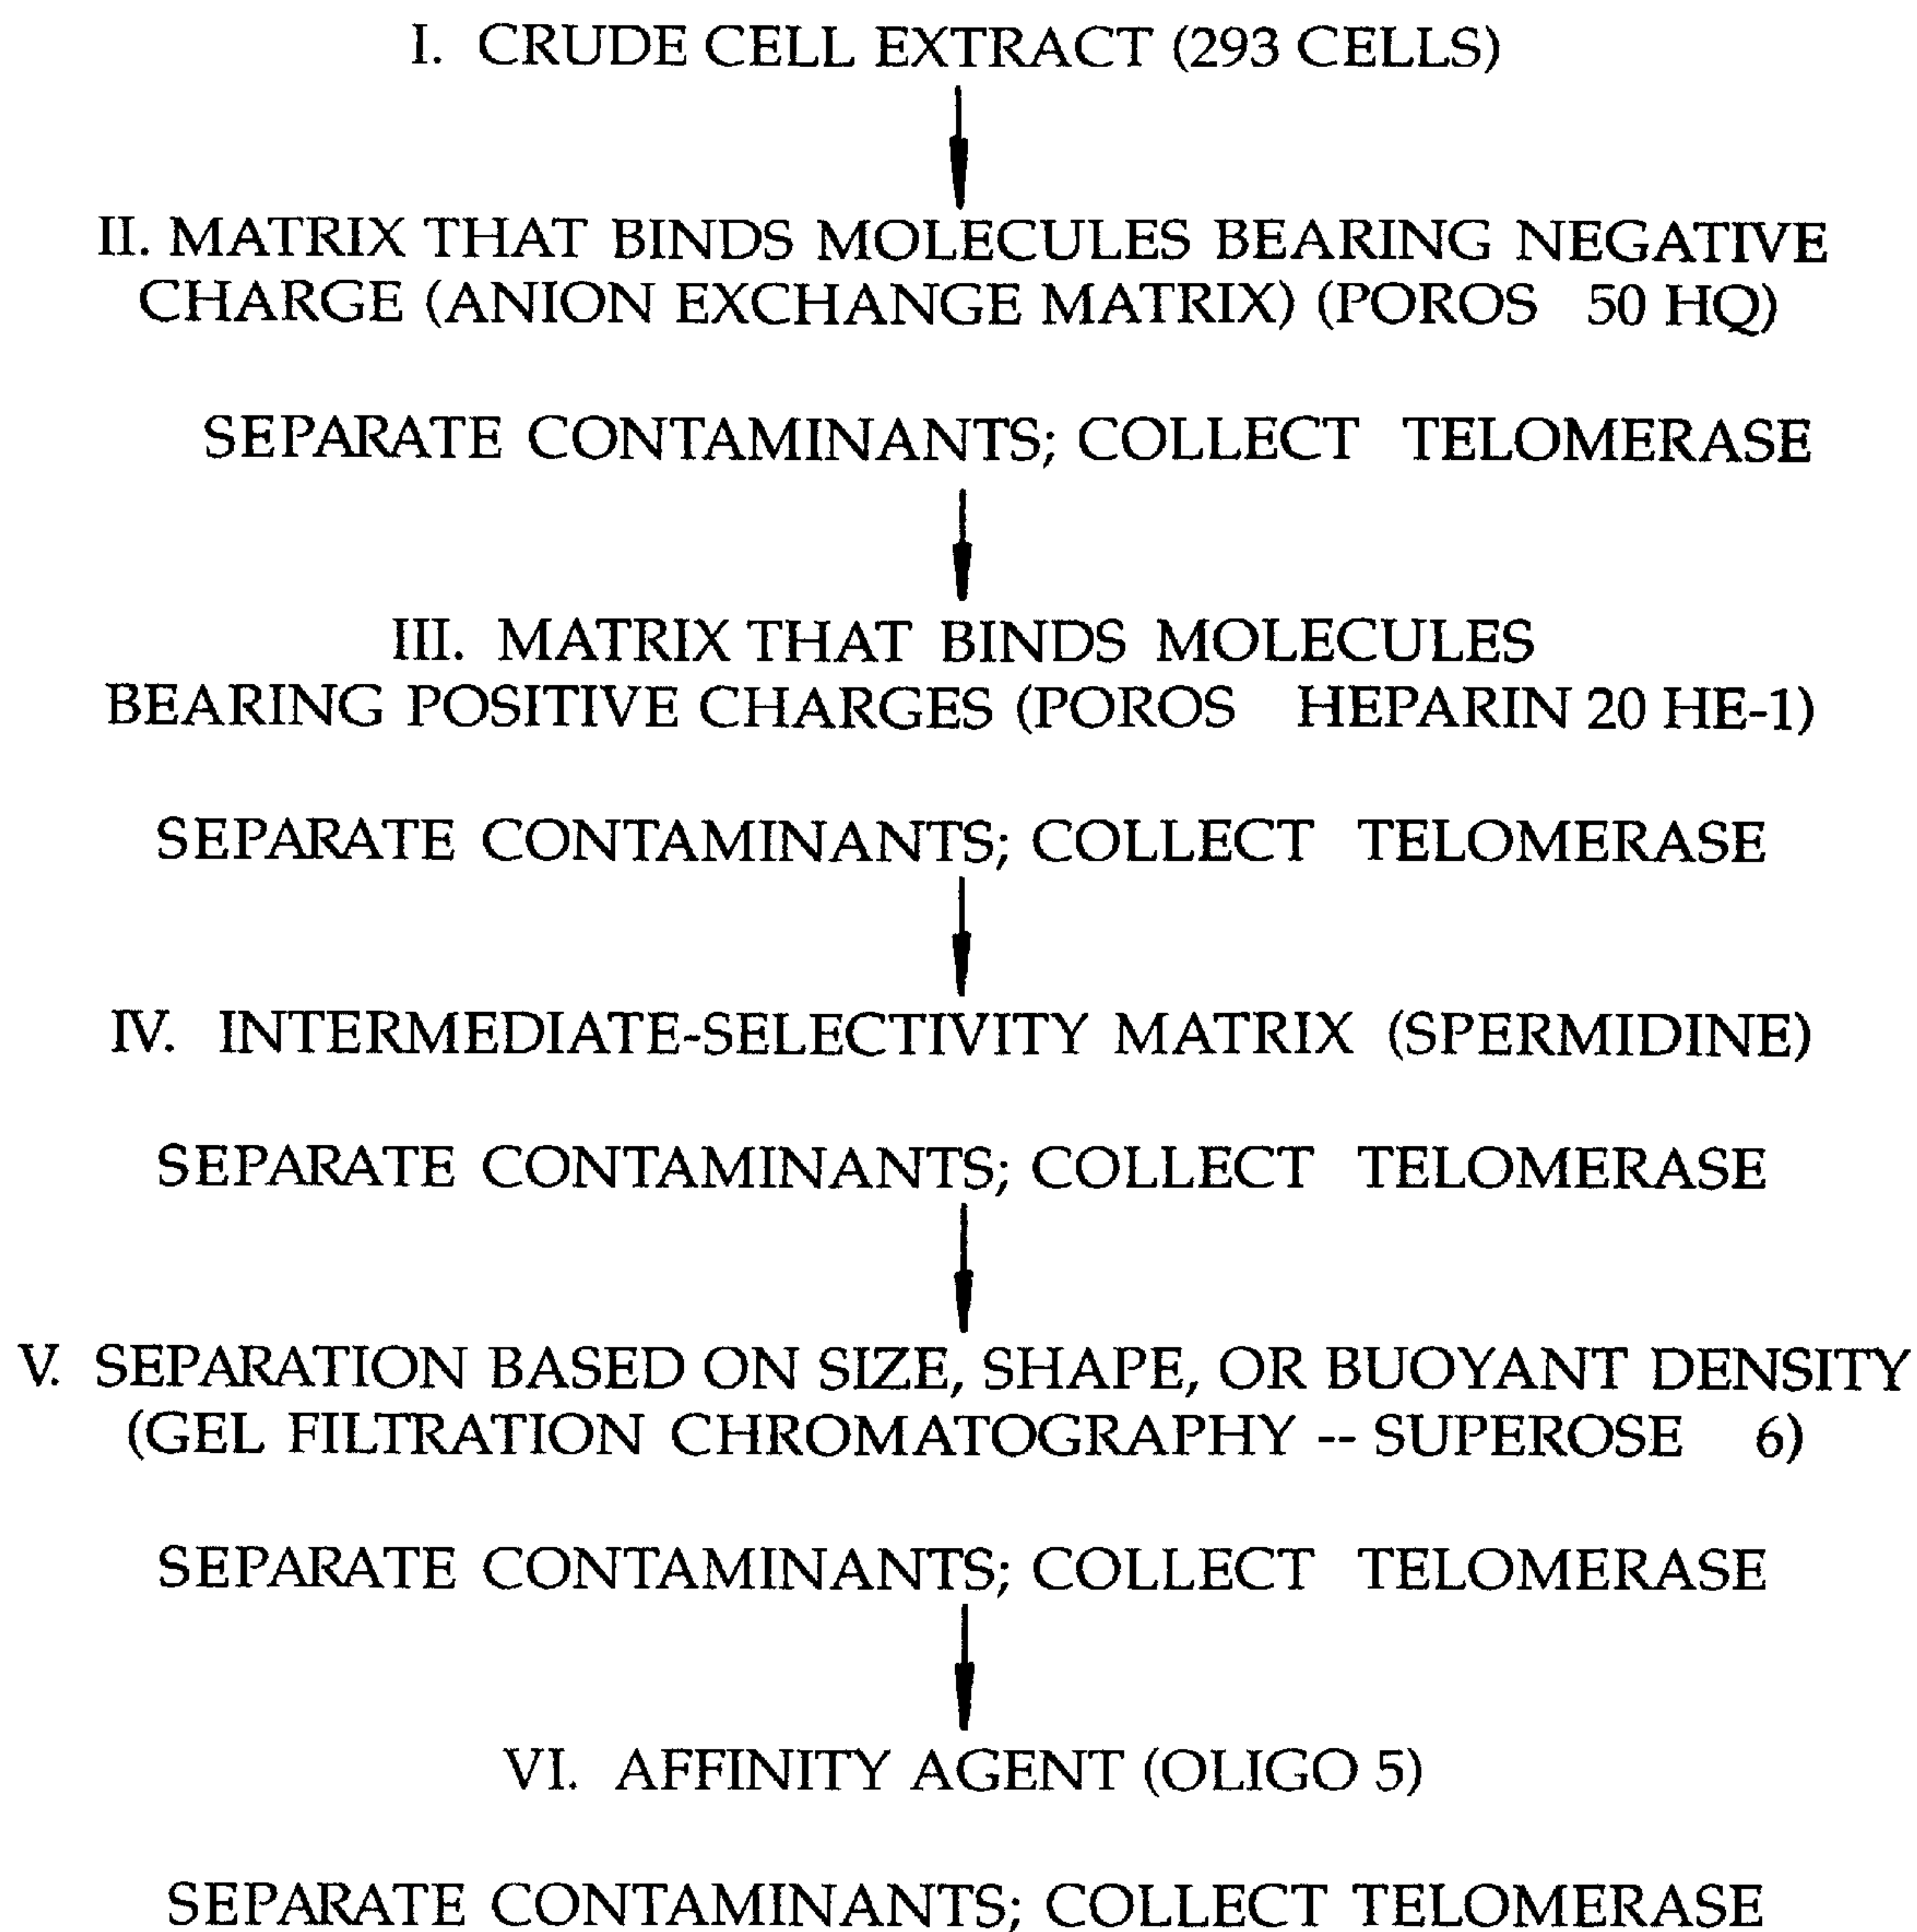 I. CRUDE CELL EXTRACT (293 CELLS)
II. MATRIX THAT BINDS MOLECULES BEARING NEGATIVE
CHARGE (ANION EXCHANGE MATRIX) (POROS 50 HQ)
SEPARATE CONTAMINANTS; COLLECT TELOMERASE
III. MATRIX THAT BINDS MOLECULES
BEARING POSITIVE CHARGES (POROS HEPARIN 20 HE-1)
SEPARATE CONTAMINANTS; COLLECT TELOMERASE
IV. INTERMEDIATE-SELECTIVITY MATRIX (SPERMIDINE)
SEPARATE CONTAMINANTS; COLLECT TELOMERASE
V. SEPARATION BASED ON SIZE, SHAPE, OR BUOYANT DENSITY
(GEL FILTRATION CHROMATOGRAPHY -- SUPEROSE 6)
SEPARATE CONTAMINANTS; COLLECT TELOMERASE
VI. AFFINITY AGENT (OLIGO 5)
SEPARATE CONTAMINANTS; COLLECT TELOMERASE